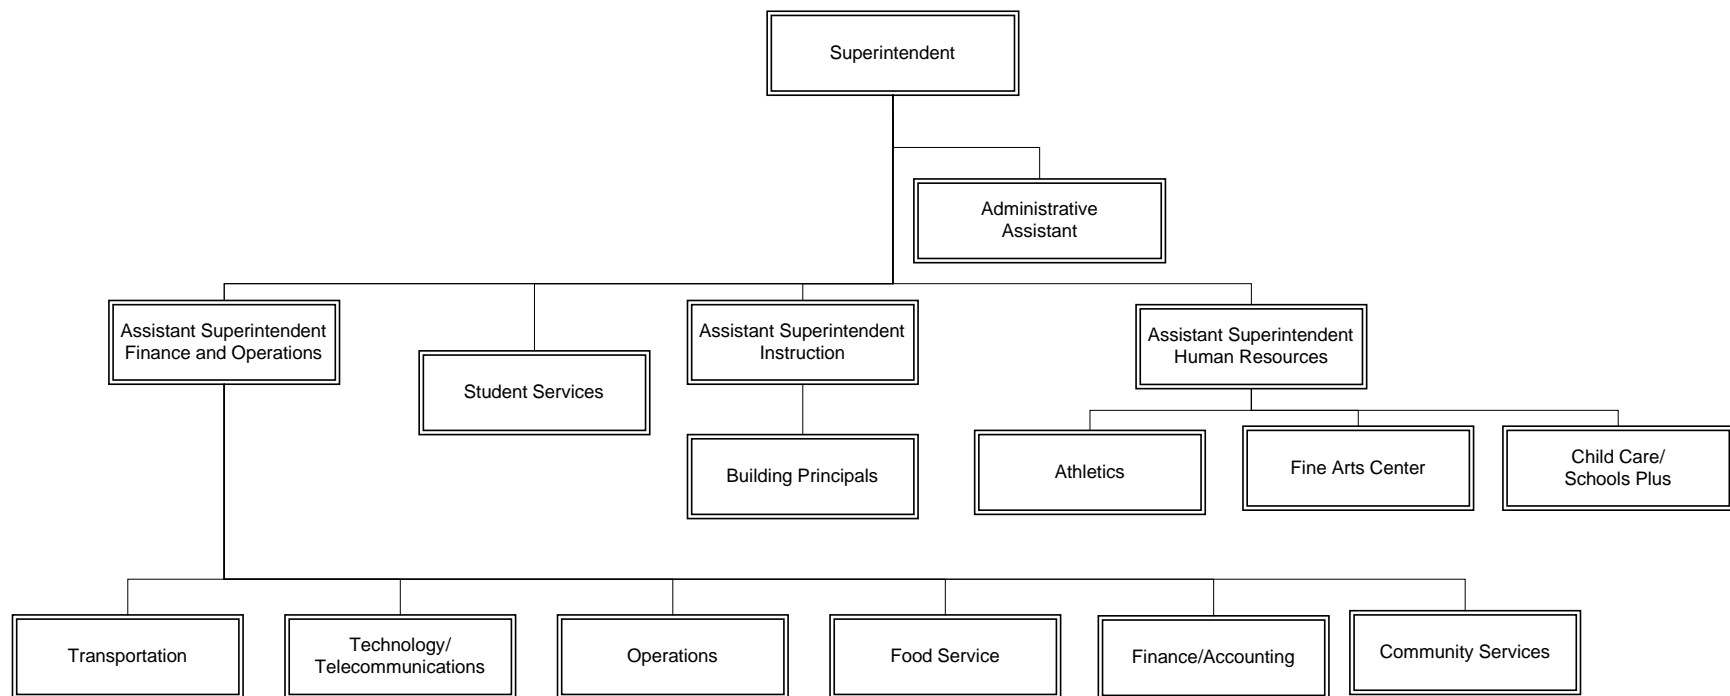 Superintendent
Administrative
Assistant
Assistant Superintendent
Finance and Operations
Student Services
Assistant Superintendent
Instruction
Assistant Superintendent
Human Resources
Building Principals
Athletics
Fine Arts Center
Child Care/
Schools Plus
Transportation
Technology/
Telecommunications
Operations
Food Service
Finance/Accounting
Community Services